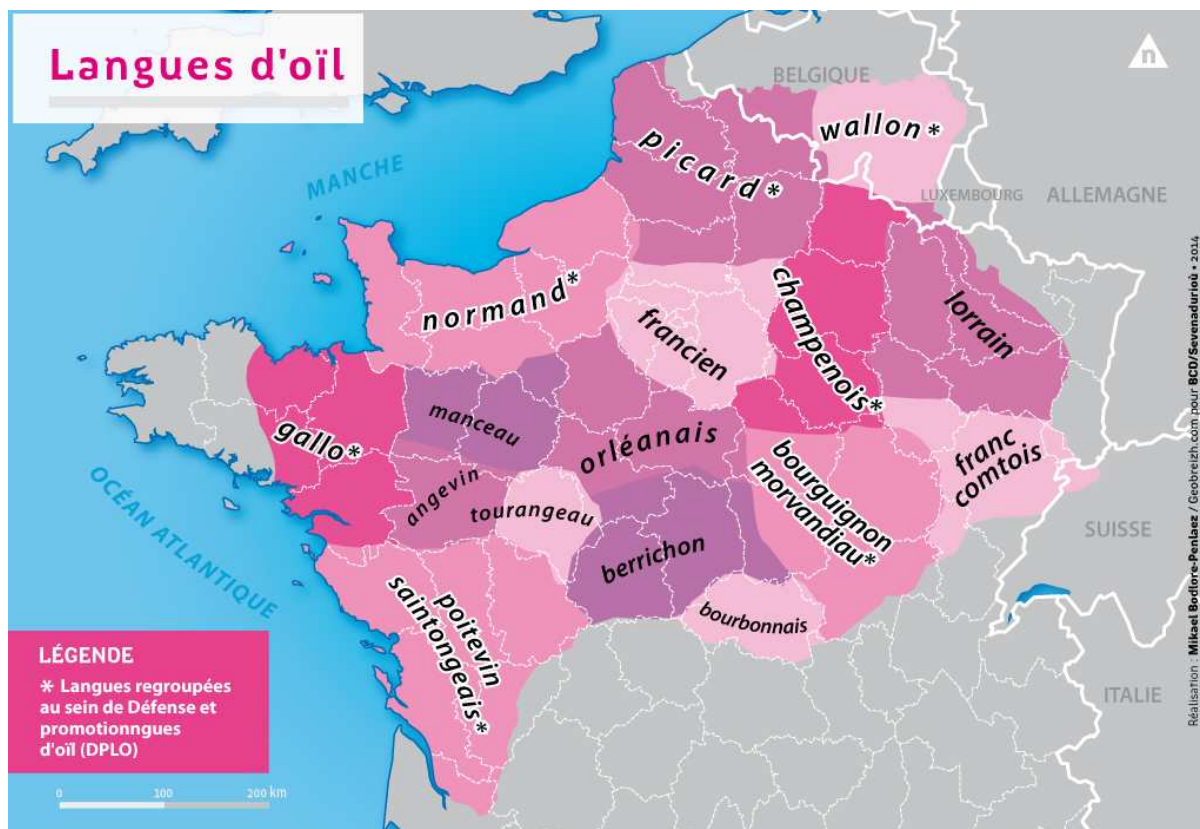 Langues d'oïl
n
BELGIQUE
wallon*
picard*
MANCHE
LUXEMBOURG
ALLEMAGNE
normand*
francien
champenois*
lorrain
manceau
gallo*
orléanais
angevin
tourangeau
bourguignon
morvandiau*
franc
comtois
OCÉAN ATLANTIQUE
berrichon
SUISSE
poitevin
saintongeais*
bourbonnais
ITALIE
LÉGENDE
* Langues regroupées
au sein de Défense et
promotionngues
d'oïl (DPLO)
0 100 200 km
Réalisation : Mikael Bodlore-Penlaez / Geobreizh.com pour BCD/Sevenadurioù • 2014